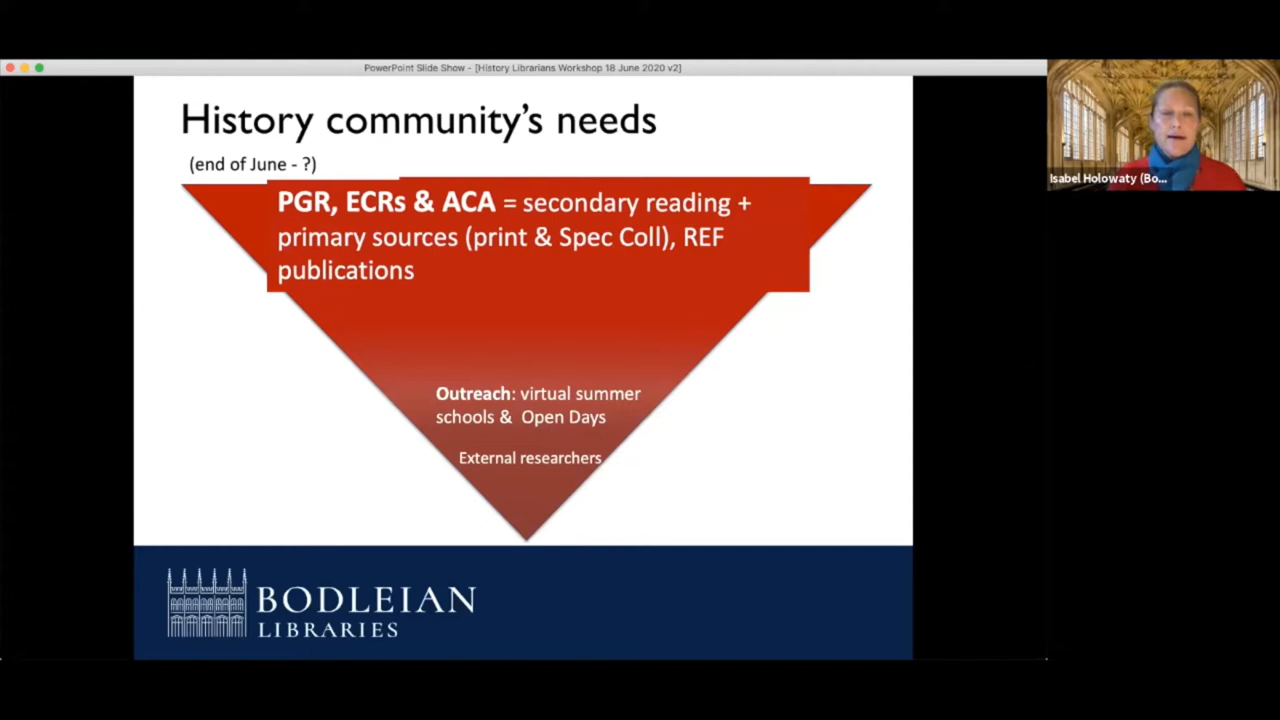 PowerPoint Slide Show - [History Librarians Workshop 18 June 2020 v2]
History community's needs
(end of June - ?)
PGR, ECRs & ACA = secondary reading +
primary sources (print & Spec Coll), REF
publications
Outreach: virtual summer
schools & Open Days
External researchers
BODLEIAN
LIBRARIES
Isabel Holowaty (Bo...